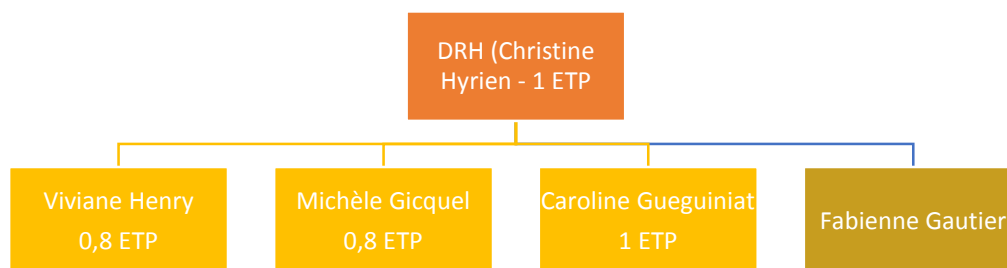 DRH (Christine
Hyrien - 1 ETP
Viviane Henry
0,8 ETP
Michèle Gicquel
0,8 ETP
Caroline Gueguiniat
1 ETP
Fabienne Gautier